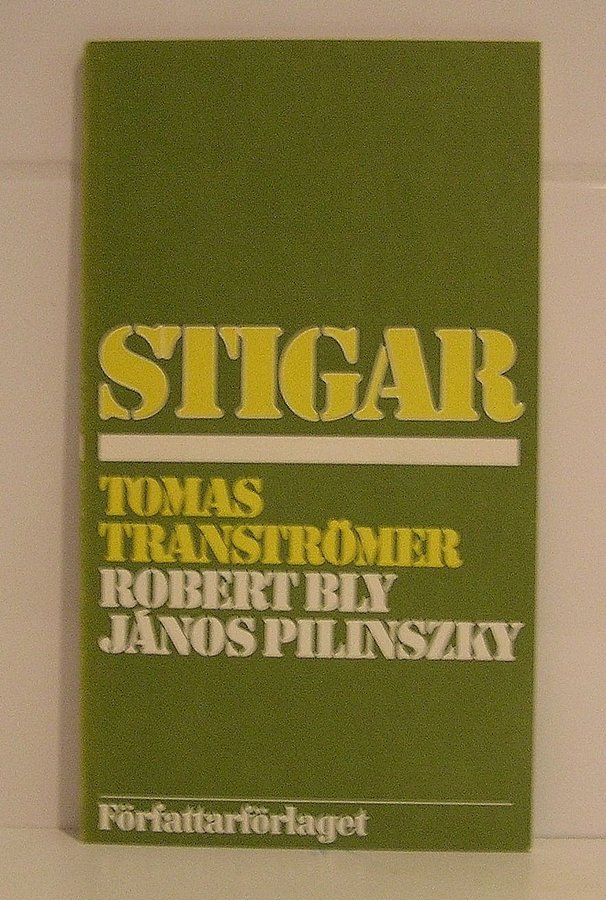 STIGAR
TOMAS
TRANSTRÖMER
ROBERT BLY
JÁNOS PILINSZKY
Författarförlaget